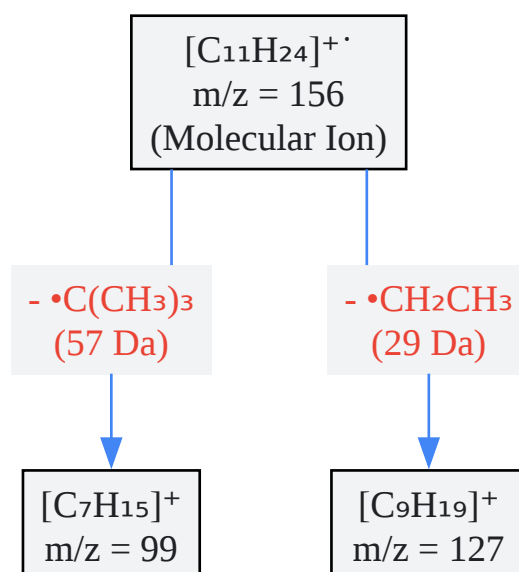 [C₁₁H₂₄]⁺˙
m/z = 156
(Molecular Ion)
- •C(CH₃)₃
(57 Da)
- •CH₂CH₃
(29 Da)
[C₇H₁₅]⁺
m/z = 99
[C₉H₁₉]⁺
m/z = 127